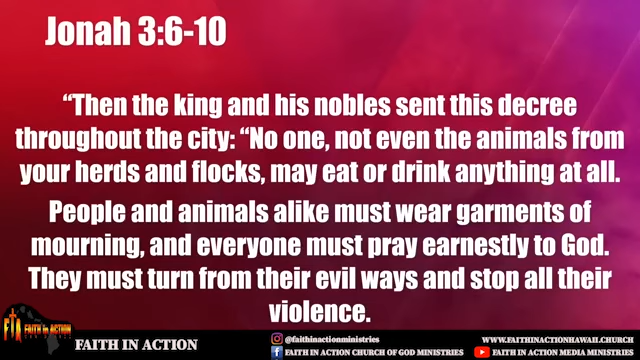 Jonah 3:6-10
“Then the king and his nobles sent this decree
throughout the city: “No one, not even the animals from
your herds and flocks, may eat or drink anything at all.
People and animals alike must wear garments of
mourning, and everyone must pray earnestly to God.
They must turn from their evil ways and stop all their
violence.
FIA FAITH in ACTION
FAITH IN ACTION
@faithinactionministries
FAITH IN ACTION CHURCH OF GOD MINISTRIES
WWW.FAITHINACTIONHAWAII.CHURCH
FAITH IN ACTION MEDIA MINISTRIES